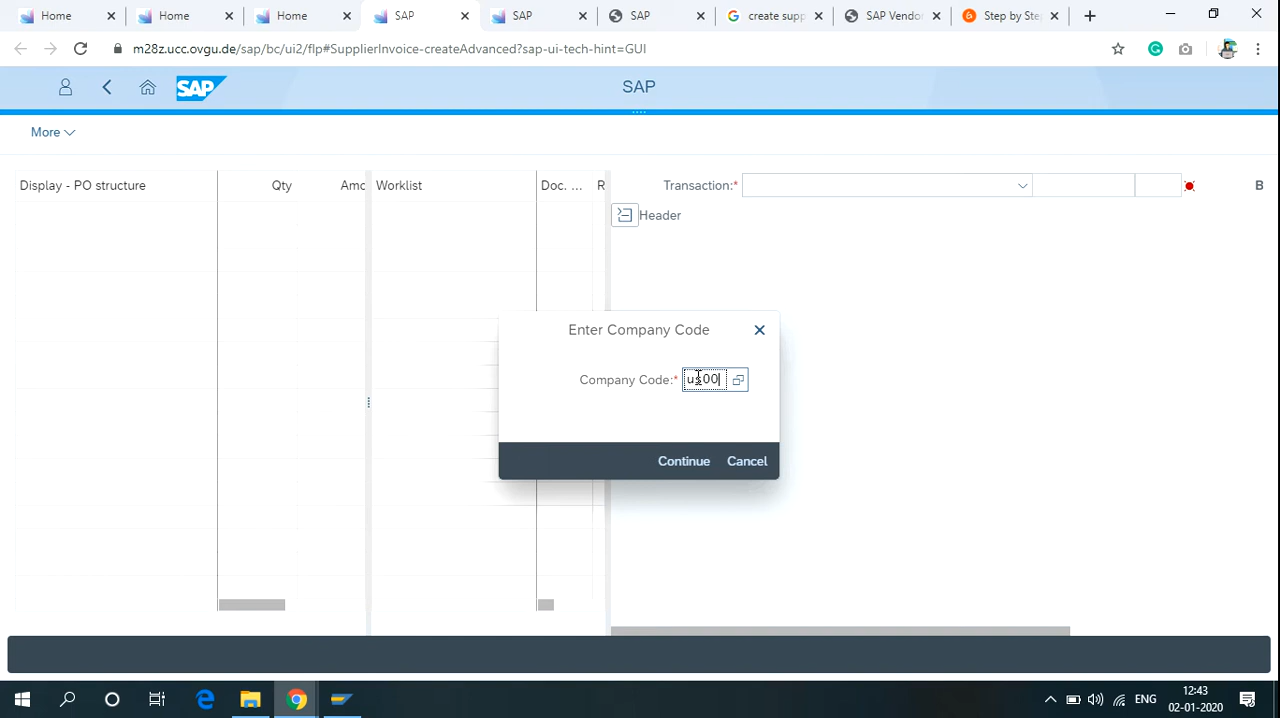 Home
Home
Home
SAP
SAP
SAP
create supp
SAP Vendo
Step by Ste
m28z.ucc.ovgu.de/sap/bc/ui2/flp#SupplierInvoice-createAdvanced?sap-ui-tech-hint=GUI
SAP
SAP
More
Display - PO structure
Qty
Amo
Worklist
Doc. ...
R
Transaction:*
B
Header
Enter Company Code
Company Code:*
Continue
Cancel
ENG
12:43
02-01-2020